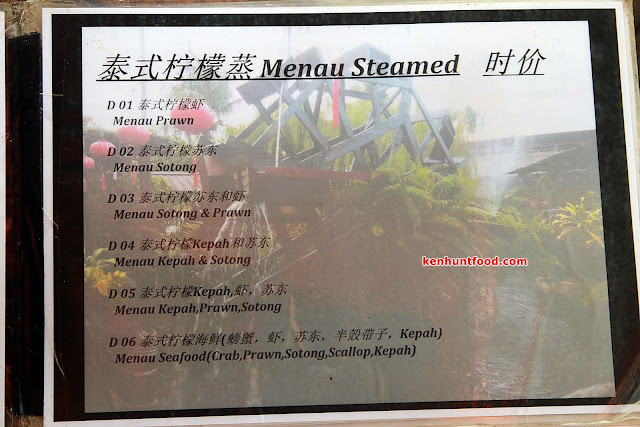 泰式柠檬蒸 Menau Steamed 时价
D 01 泰式柠檬虾
Menau Prawn
D 02 泰式柠檬苏东
Menau Sotong
D 03 泰式柠檬苏东和虾
Menau Sotong & Prawn
D 04 泰式柠檬Kepah和苏东
Menau Kepah & Sotong
kenhuntfood.com
D 05 泰式柠檬Kepah,虾，苏东
Menau Kepah,Prawn,Sotong
D 06 泰式柠檬海鲜(螃蟹，虾，苏东，半殻带子，Kepah)
Menau Seafood(Crab,Prawn,Sotong,Scallop,Kepah)